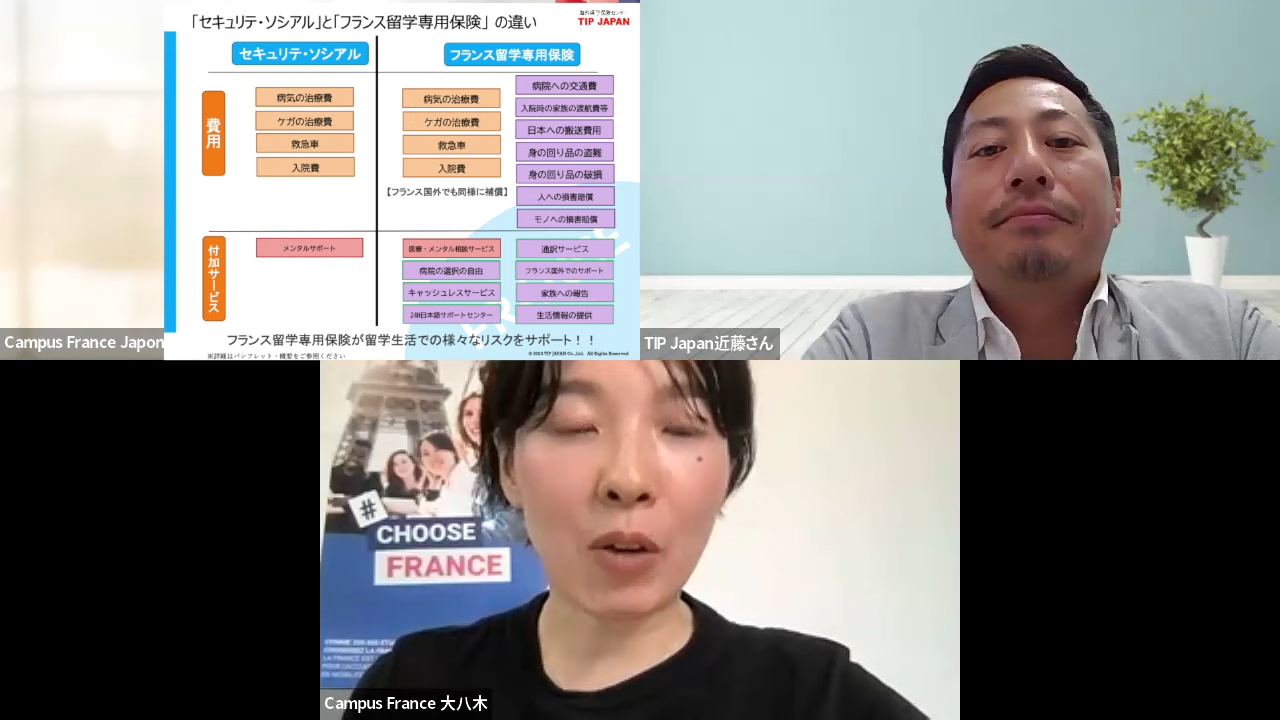 「セキュリテ・ソシアル」と「フランス留学専用保険」 の違い
TIP JAPAN
セキュリテ・ソシアル
フランス留学専用保険
費用
病気の治療費
ケガの治療費
救急車
入院費
病気の治療費
ケガの治療費
救急車
入院費
【フランス国外でも同様に補償】
病院への交通費
入院時の家族の渡航費等
日本への搬送費用
身の回り品の盗難
身の回り品の破損
人への損害賠償
モノへの損害賠償
付加サービス
メンタルサポート
医療・メンタル相談サービス
病院の選択の自由
キャッシュレスサービス
24H日本語サポートセンター
通訳サービス
フランス国外でのサポート
家族への報告
生活情報の提供
フランス留学専用保険が留学生活での様々なリスクをサポート！！
※詳細はパンフレット・概要をご参照ください
© 2023 TIP JAPAN Co.,Ltd. All Rights Reserved.
Campus France Japon
TIP Japan近藤さん
#
CHOOSE
FRANCE
Campus France 大八木